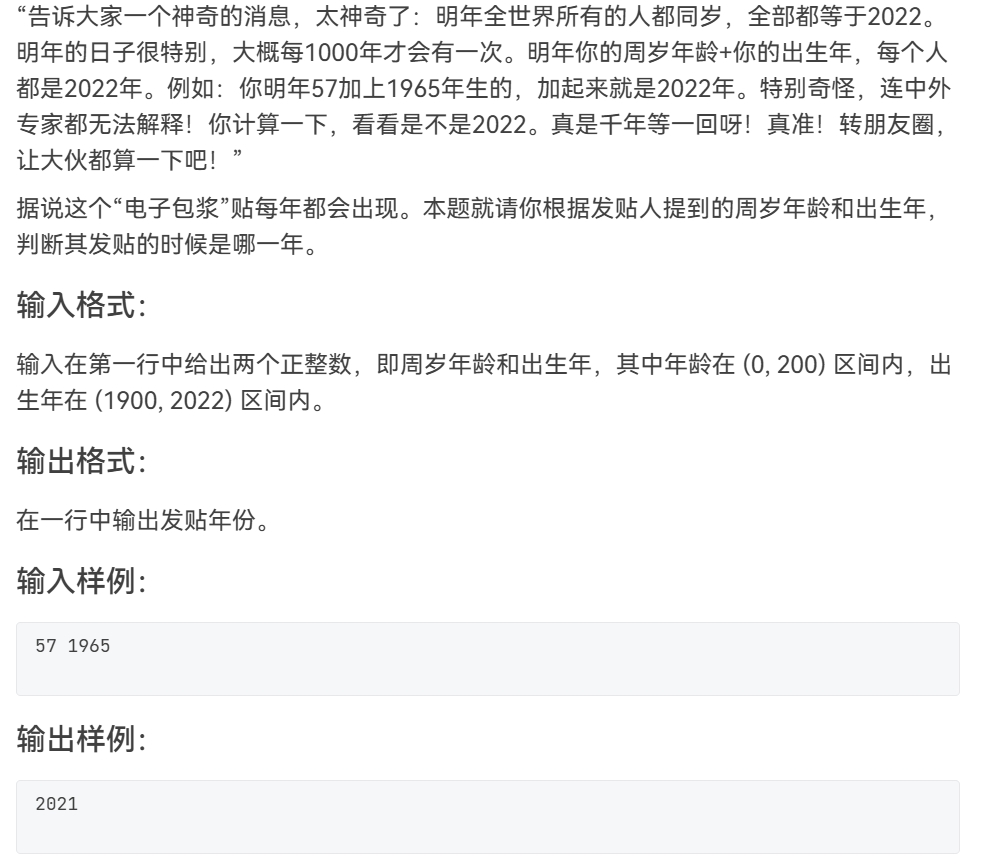 “告诉大家一个神奇的消息，太神奇了：明年全世界所有的人都同岁，全部都等于2022。
明年的日子很特别，大概每1000年才会有一次。明年你的周岁年龄+你的出生年，每个人
都是2022年。例如：你明年57加上1965年生的，加起来就是2022年。特别奇怪，连中外
专家都无法解释！你计算一下，看看是不是2022。真是千年等一回呀！真准！转朋友圈，
让大伙都算一下吧！”
据说这个“电子包浆”贴每年都会出现。本题就请你根据发贴人提到的周岁年龄和出生年，
判断其发贴的时候是哪一年。
输入格式：
输入在第一行中给出两个正整数，即周岁年龄和出生年，其中年龄在 (0, 200) 区间内，出
生年在 (1900, 2022) 区间内。
输出格式：
在一行中输出发贴年份。
输入样例：
57 1965
输出样例：
2021